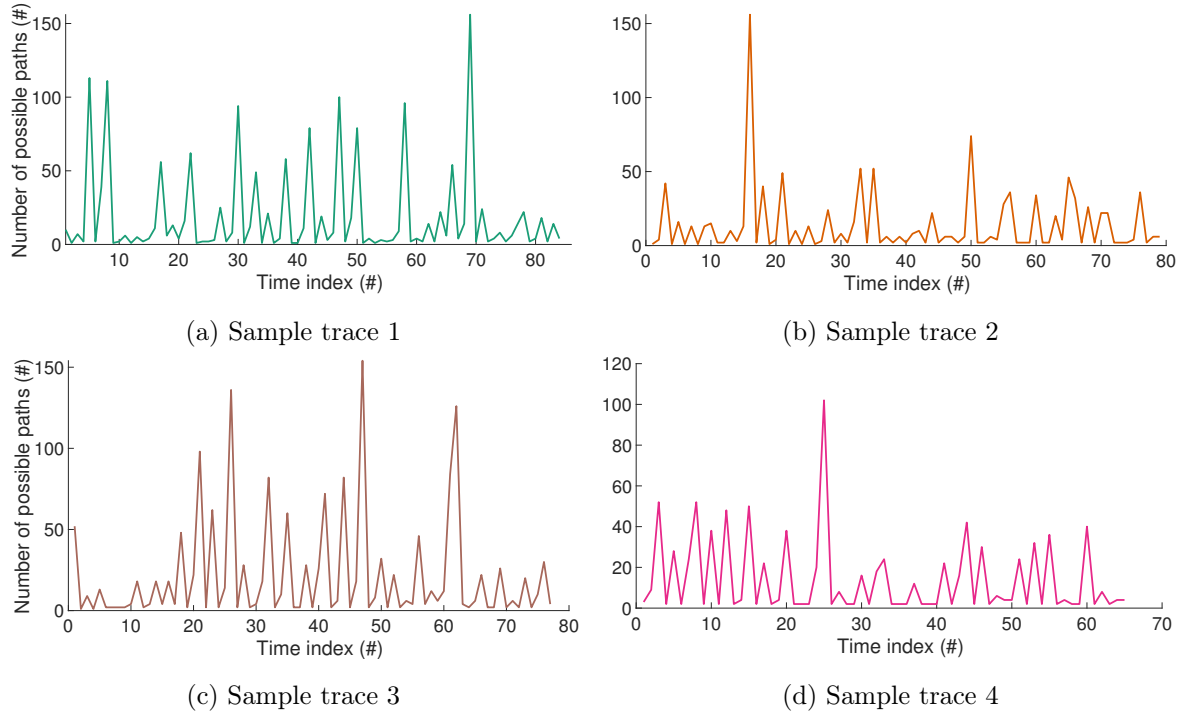 150
100
50
0
Number of possible paths (#)
10 20 30 40 50 60 70 80
Time index (#)
(a) Sample trace 1
150
100
50
0
0 10 20 30 40 50 60 70 80
Time index (#)
(b) Sample trace 2
150
100
50
0
Number of possible paths (#)
0 10 20 30 40 50 60 70 80
Time index (#)
(c) Sample trace 3
120
100
80
60
40
20
0
0 10 20 30 40 50 60 70
Time index (#)
(d) Sample trace 4